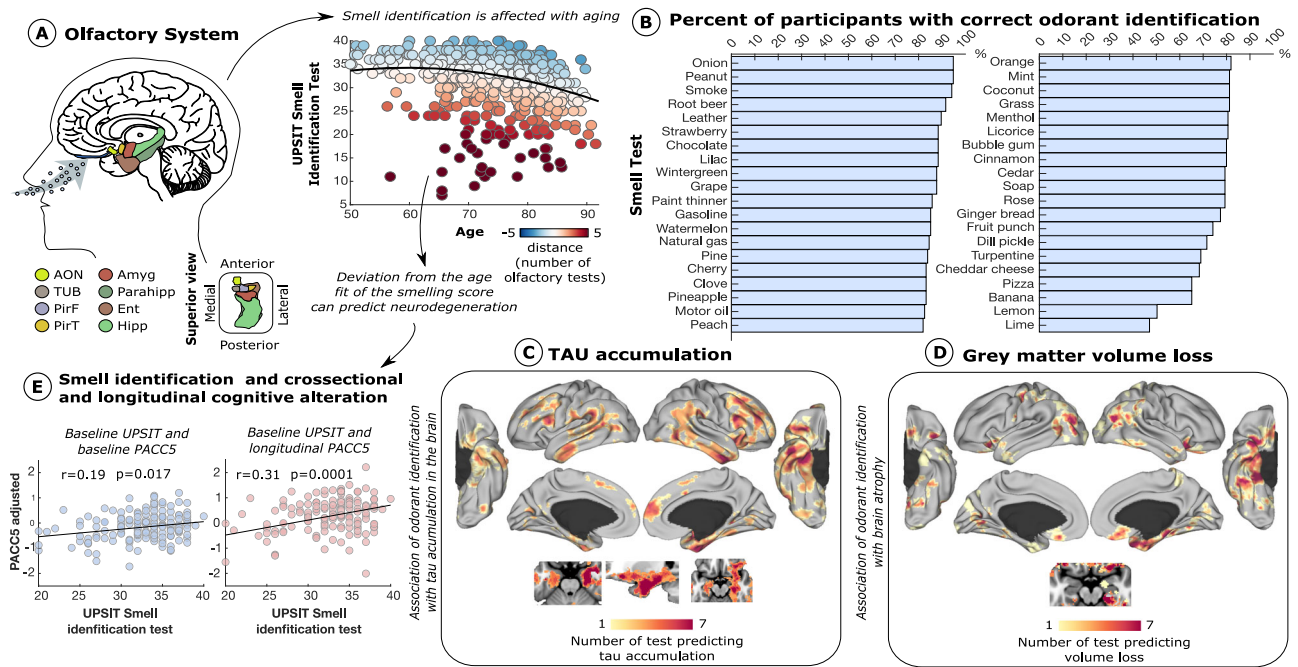 A Olfactory System
Smell identification is affected with aging
UPSIT Smell
Identification Test
40
35
30
25
20
15
10
5
50 60 70 80 90
Age
-5 5
distance
(number of
olfactory tests)
AON
TUB
PirF
PirT
Amyg
Parahipp
Ent
Hipp
Superior view
Anterior
Medial
Lateral
Posterior
Deviation from the age
fit of the smelling score
can predict neurodegeneration
B Percent of participants with correct odorant identification
0 10 20 30 40 50 60 70 80 90 100
%
Smell Test
Onion
Peanut
Smoke
Root beer
Leather
Strawberry
Chocolate
Lilac
Wintergreen
Grape
Paint thinner
Gasoline
Watermelon
Natural gas
Pine
Cherry
Clove
Pineapple
Motor oil
Peach
0 10 20 30 40 50 60 70 80 90 100
%
Orange
Mint
Coconut
Grass
Menthol
Licorice
Bubble gum
Cinnamon
Cedar
Soap
Rose
Ginger bread
Fruit punch
Dill pickle
Turpentine
Cheddar cheese
Pizza
Banana
Lemon
Lime
C TAU accumulation
Association of odorant identification
with tau acumulation in the brain
1 7
Number of test predicting
tau accumulation
D Grey matter volume loss
Association of odorant identification
with brain atrophy
1 7
Number of test predicting
volume loss
E Smell identification and crossectional
and longitudinal cognitive alteration
Baseline UPSIT and
baseline PACC5
r=0.19 p=0.017
PACC5 adjusted
2
1
0
-1
-2
20 25 30 35 40
UPSIT Smell
idenfitication test
Baseline UPSIT and
longitudinal PACC5
r=0.31 p=0.0001
2
1
0
-1
-2
20 25 30 35 40
UPSIT Smell
idenfitication test